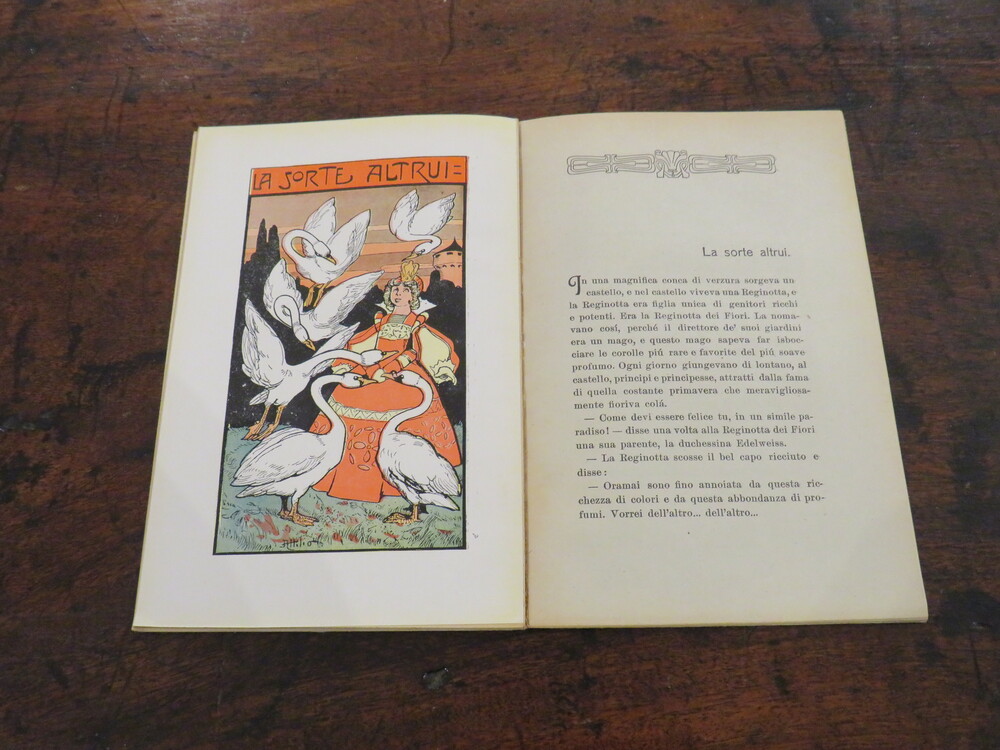 LA SORTE ALTRUI=
Attilio
La sorte altrui.
In una magnifica conca di verzura sorgeva un
castello, e nel castello viveva una Reginotta, e
la Reginotta era figlia unica di genitori ricchi
e potenti. Era la Reginotta dei Fiori. La noma-
vano cosí, perché il direttore de' suoi giardini
era un mago, e questo mago sapeva far isboc-
ciare le corolle piú rare e favorite del piú soave
profumo. Ogni giorno giungevano di lontano, al
castello, principi e principesse, attratti dalla fama
di quella costante primavera che meravigliosa-
mente fioriva colá.
— Come devi essere felice tu, in un simile pa-
radiso! — disse una volta alla Reginotta dei Fiori
una sua parente, la duchessina Edelweiss.
— La Reginotta scosse il bel capo ricciuto e
disse:
— Oramai sono fino annoiata da questa ric-
chezza di colori e da questa abbondanza di pro-
fumi. Vorrei dell'altro... dell'altro...